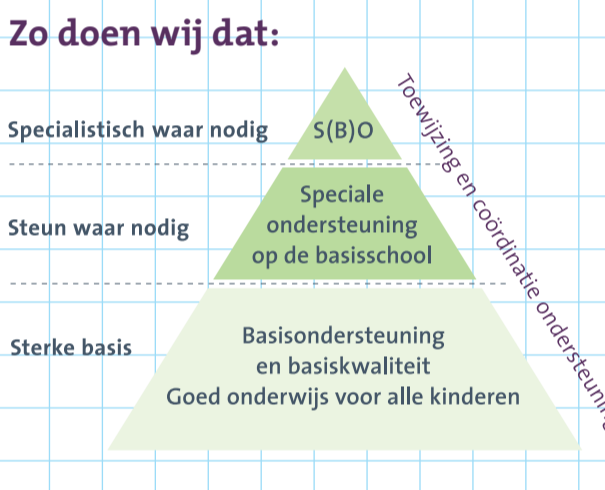 Zo doen wij dat:
Specialistisch waar nodig
S(B)O
Steun waar nodig
Speciale
ondersteuning
op de basisschool
Sterke basis
Basisondersteuning
en basiskwaliteit
Goed onderwijs voor alle kinderen
Toewijzing en coördinatie